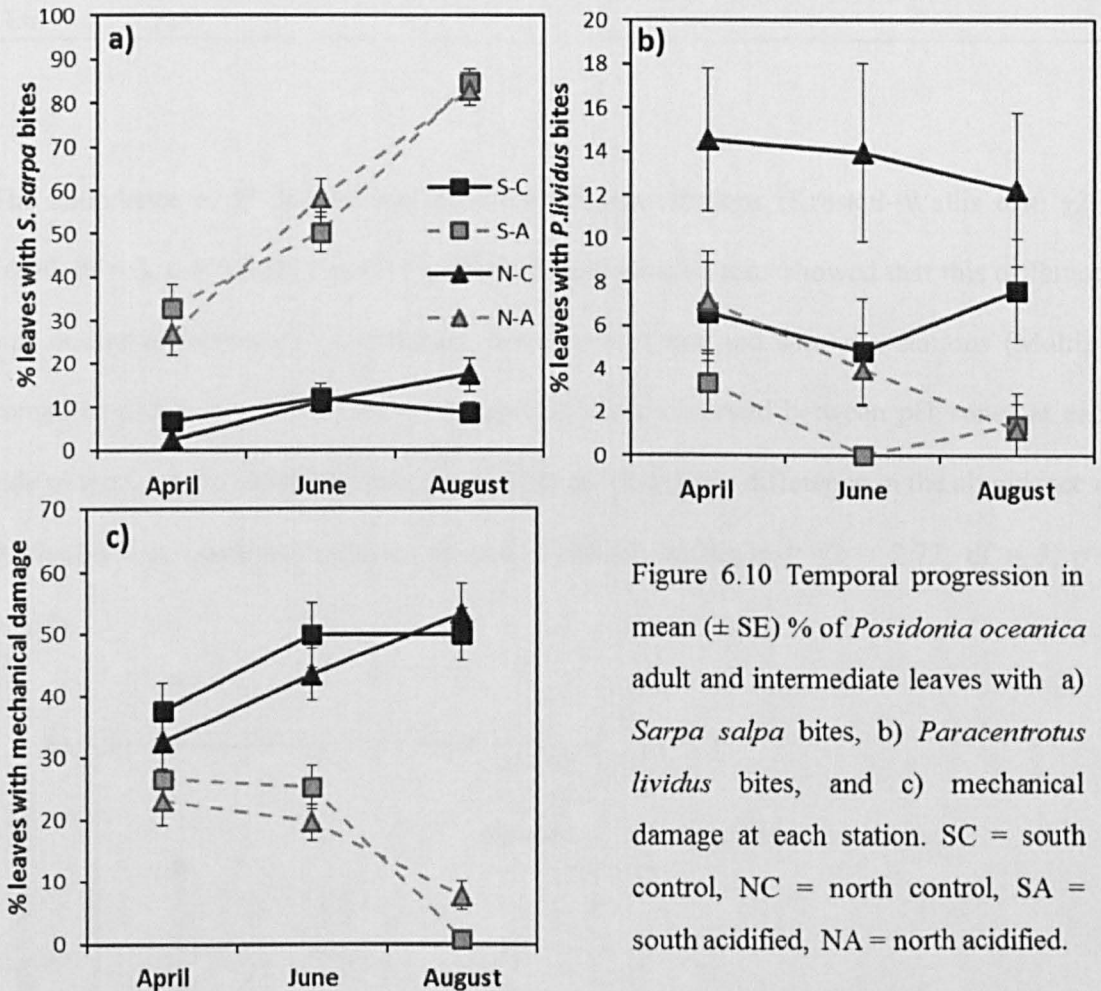 a)
% leaves with S. sarpa bites
100
90
80
70
60
50
40
30
20
10
0
April June August
S-C
S-A
N-C
N-A
b)
% leaves with P.lividus bites
20
18
16
14
12
10
8
6
4
2
0
April June August
c)
% leaves with mechanical damage
70
60
50
40
30
20
10
0
April June August
Figure 6.10 Temporal progression in
mean (± SE) % of Posidonia oceanica
adult and intermediate leaves with a)
Sarpa salpa bites, b) Paracentrotus
lividus bites, and c) mechanical
damage at each station. SC = south
control, NC = north control, SA =
south acidified, NA = north acidified.